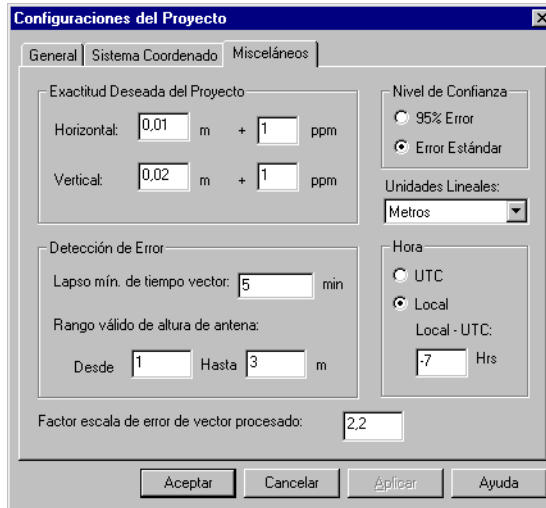 Configuraciones del Proyecto
General Sistema Coordenado Misceláneos
Exactitud Deseada del Proyecto
Horizontal: 0,01 m + 1 ppm
Vertical: 0,02 m + 1 ppm
Nivel de Confianza
95% Error
Error Estándar
Unidades Lineales:
Metros
Detección de Error
Lapso mín. de tiempo vector: 5 min
Rango válido de altura de antena:
Desde 1 Hasta 3 m
Hora
UTC
Local
Local - UTC:
-7 Hrs
Factor escala de error de vector procesado: 2,2
Aceptar Cancelar Aplicar Ayuda